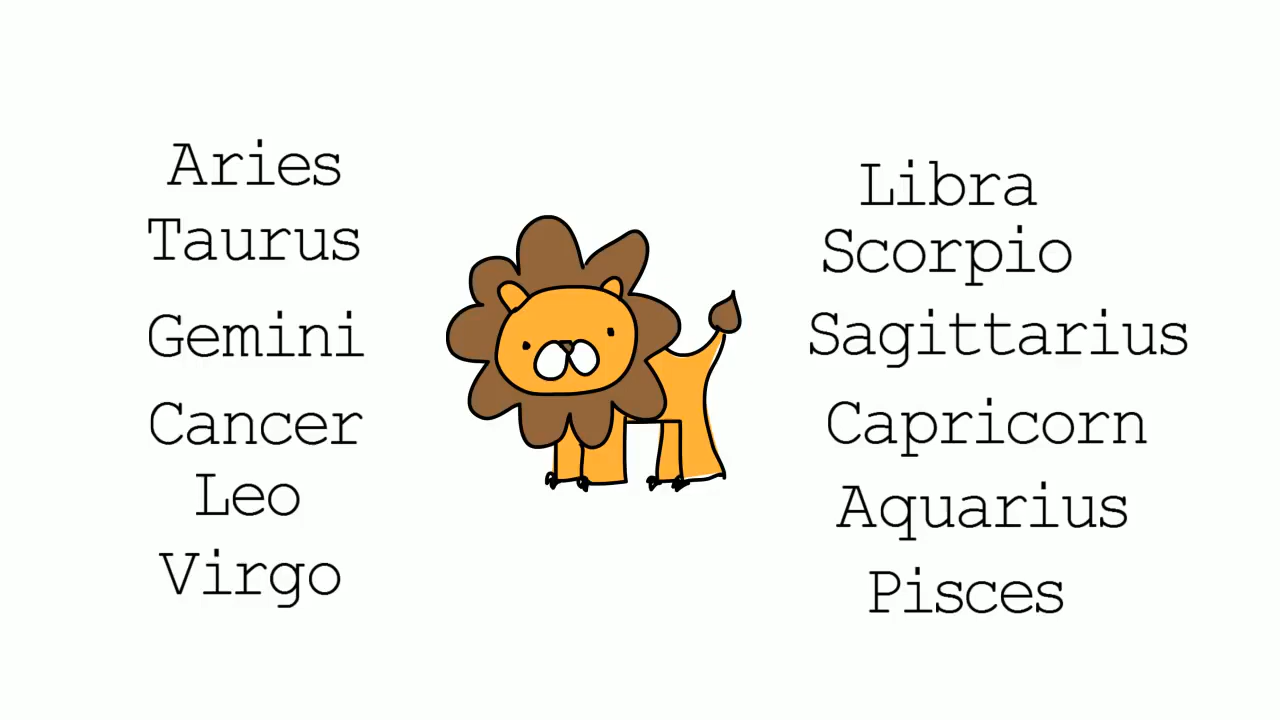 Aries
Taurus
Gemini
Cancer
Leo
Virgo
Libra
Scorpio
Sagittarius
Capricorn
Aquarius
Pisces